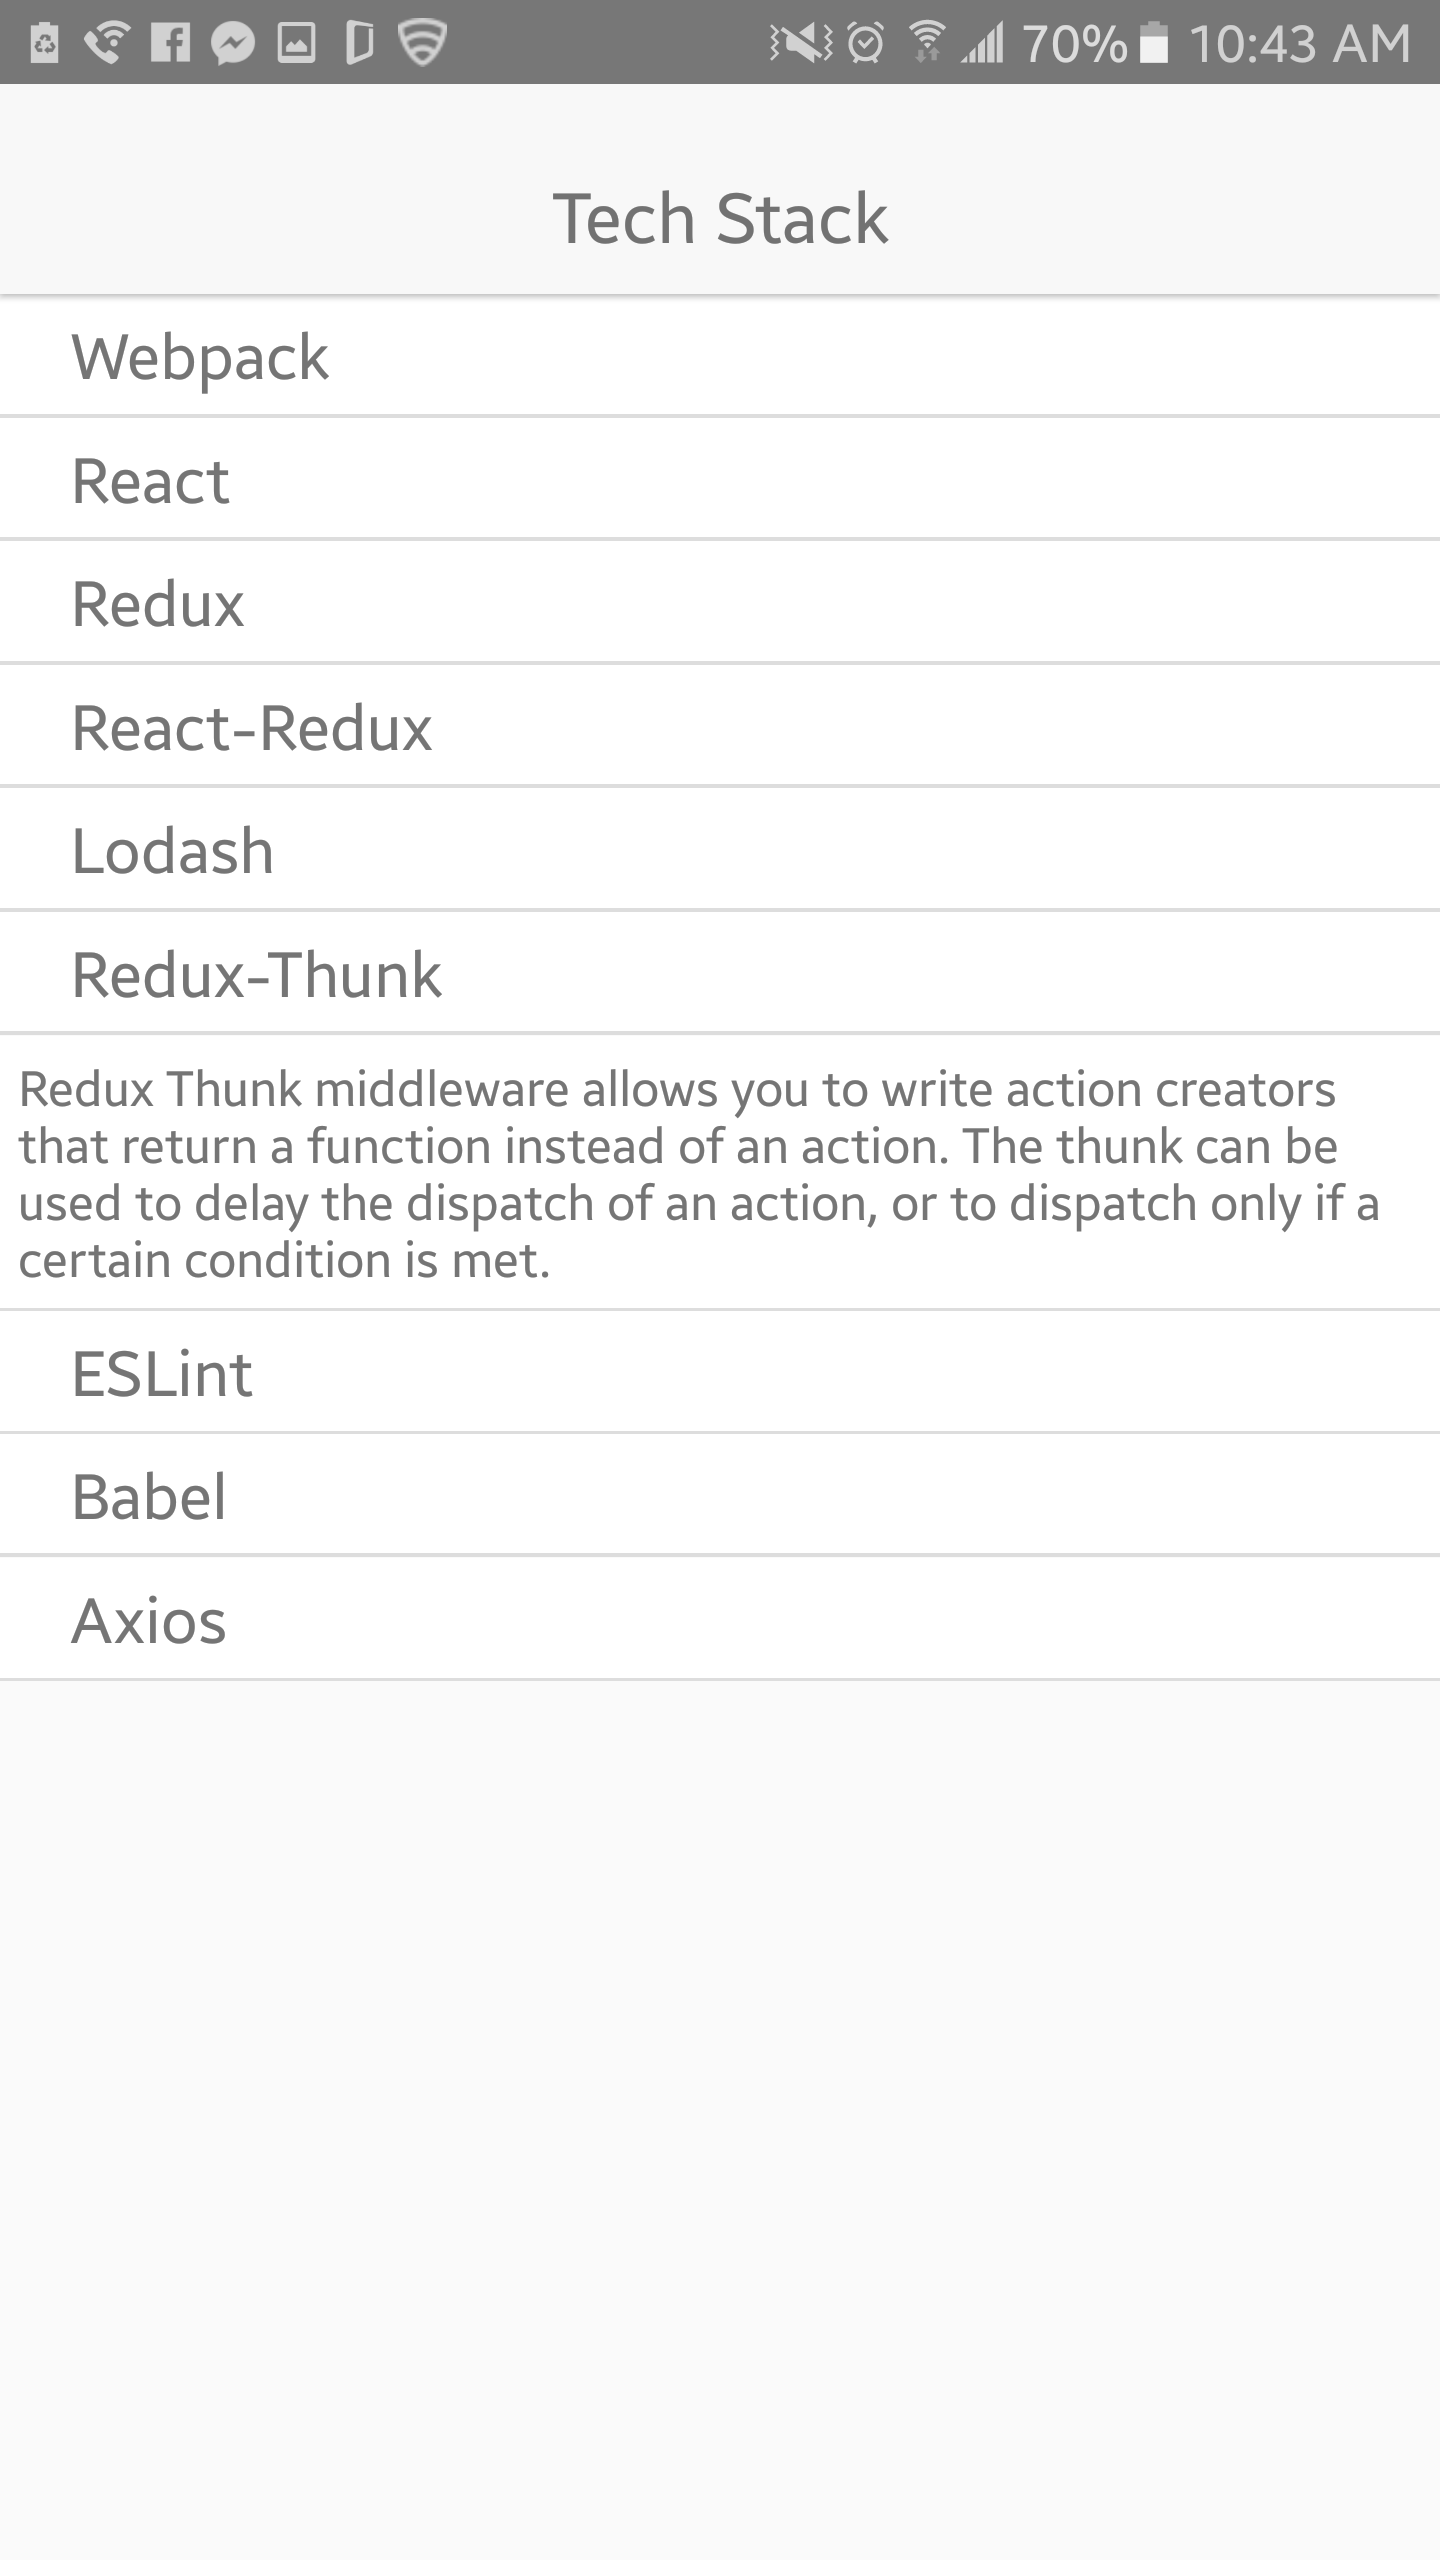 70% 10:43 AM
Tech Stack
Webpack
React
Redux
React-Redux
Lodash
Redux-Thunk
Redux Thunk middleware allows you to write action creators
that return a function instead of an action. The thunk can be
used to delay the dispatch of an action, or to dispatch only if a
certain condition is met.
ESLint
Babel
Axios